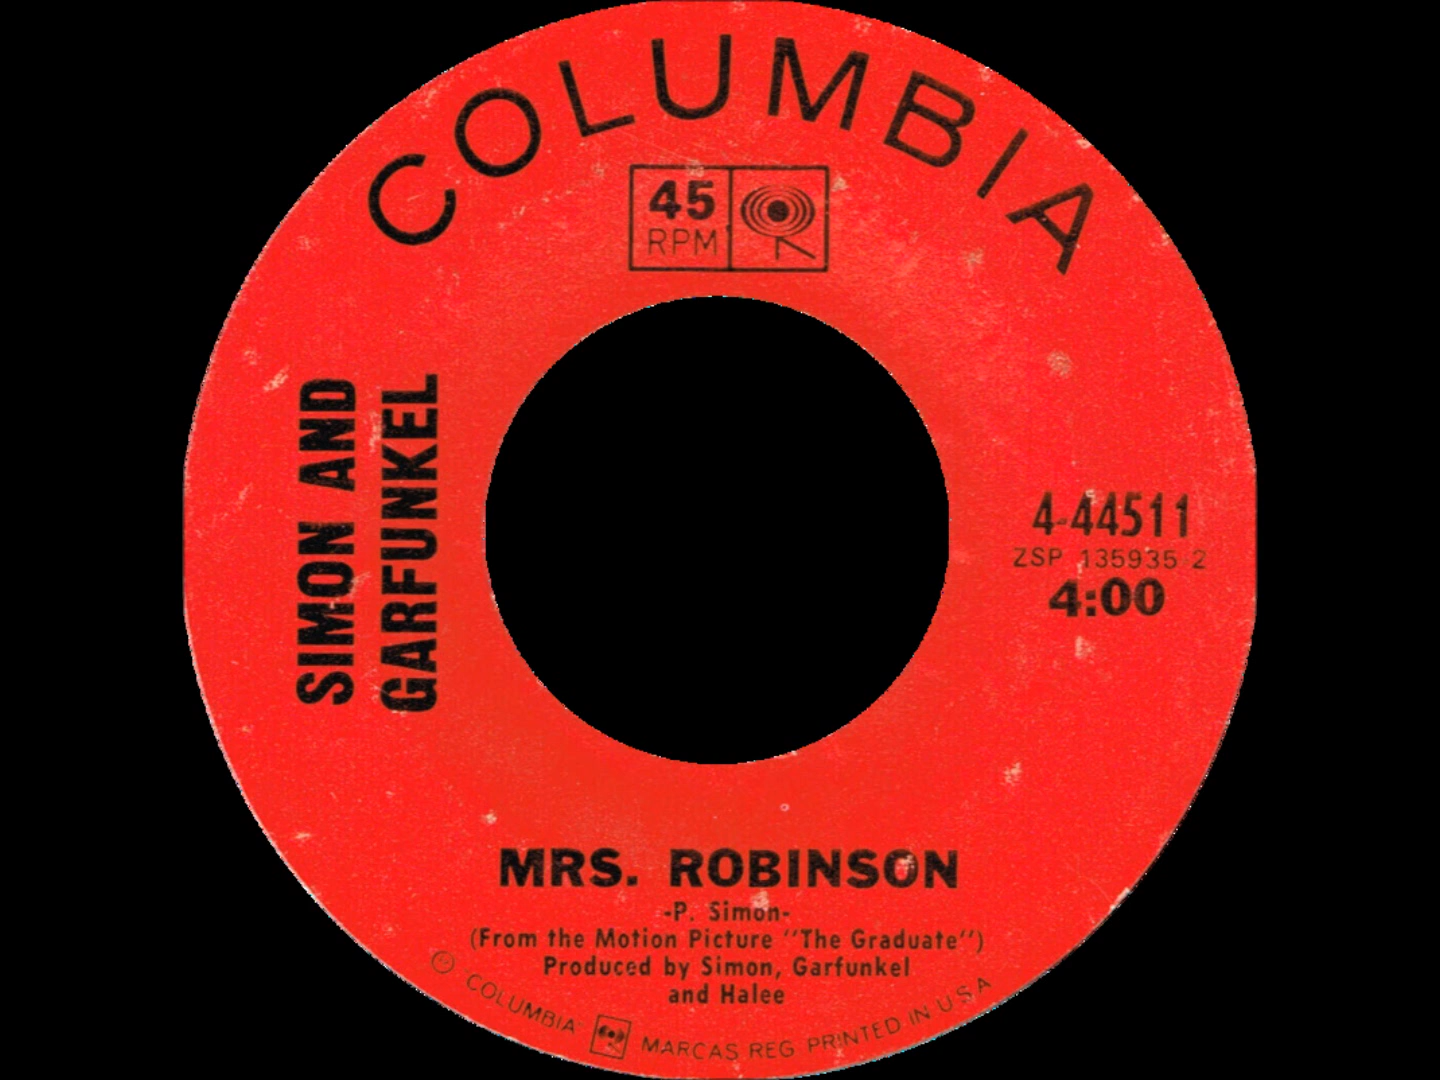 COLUMBIA
45
RPM
SIMON AND
GARFUNKEL
4-44511
ZSP 135935 2
4:00
MRS. ROBINSON
-P. Simon-
(From the Motion Picture "The Graduate")
Produced by Simon, Garfunkel
and Halee
COLUMBIA MARCAS REG. PRINTED IN U.S.A